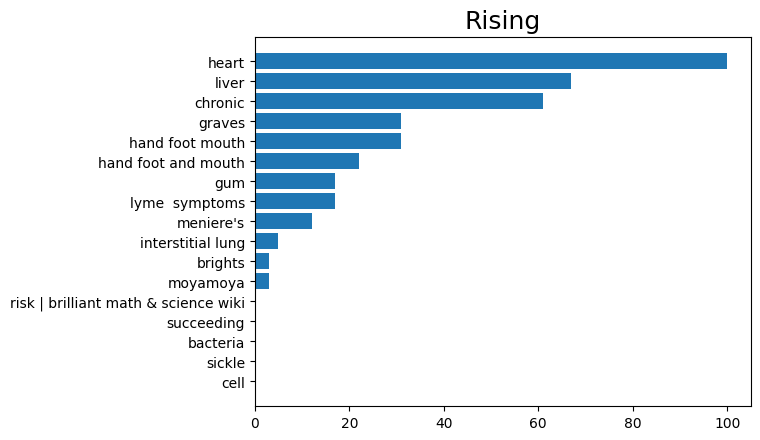 Rising
heart
liver
chronic
graves
hand foot mouth
hand foot and mouth
gum
lyme  symptoms
meniere's
interstitial lung
brights
moyamoya
risk | brilliant math & science wiki
succeeding
bacteria
sickle
cell
0 20 40 60 80 100